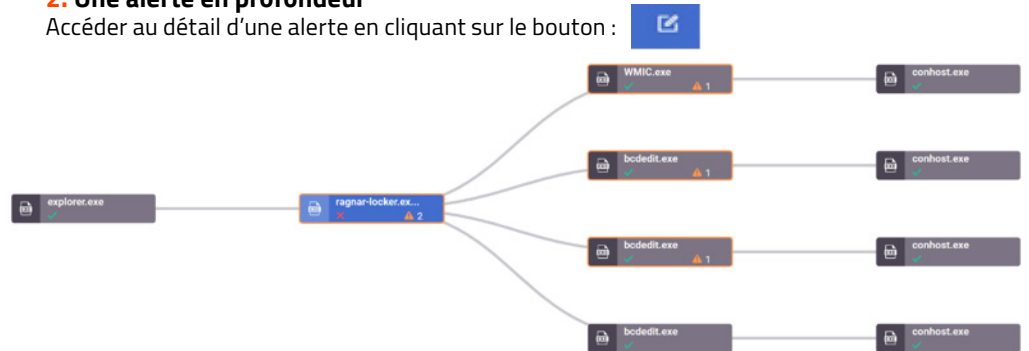 2. Une alerte en profondeur
Accéder au détail d'une alerte en cliquant sur le bouton :
WMIC.exe
1
conhost.exe
bcdedit.exe
1
conhost.exe
explorer.exe
ragnar-locker.ex...
2
bcdedit.exe
1
conhost.exe
bcdedit.exe
conhost.exe